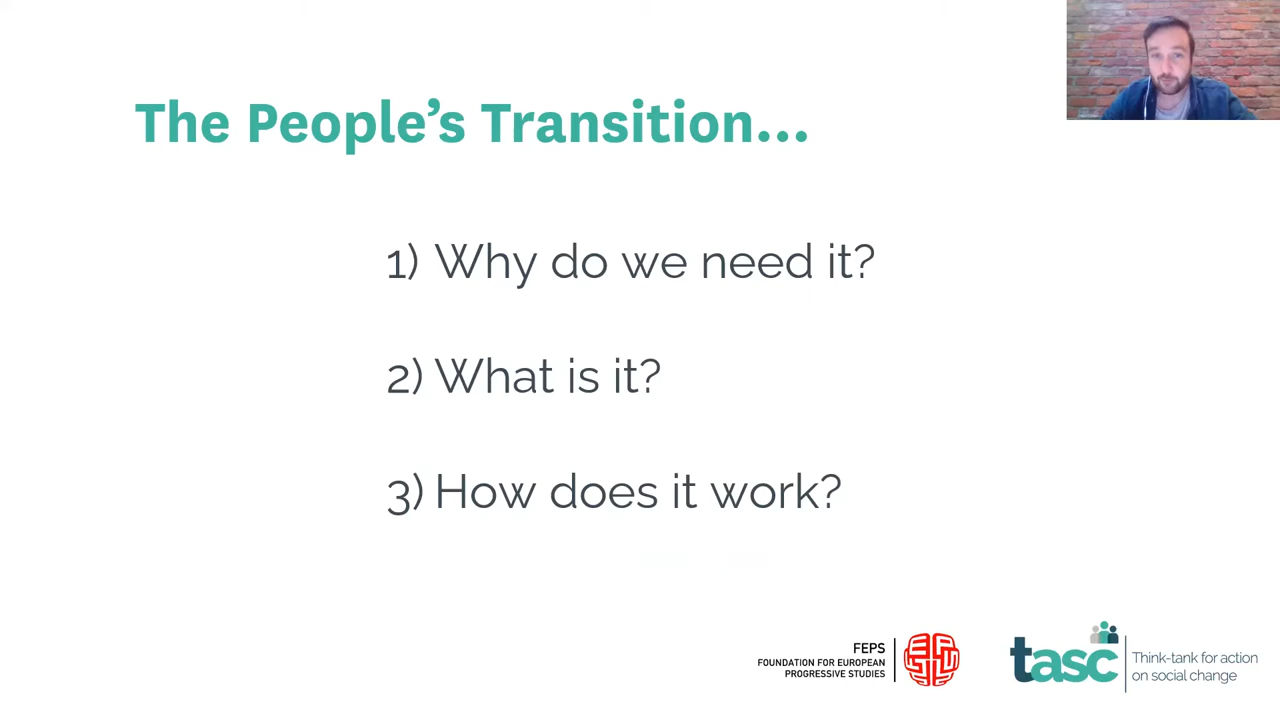 The People's Transition...
1) Why do we need it?
2) What is it?
3) How does it work?
FEPS
FOUNDATION FOR EUROPEAN
PROGRESSIVE STUDIES
tasc
Think-tank for action
on social change